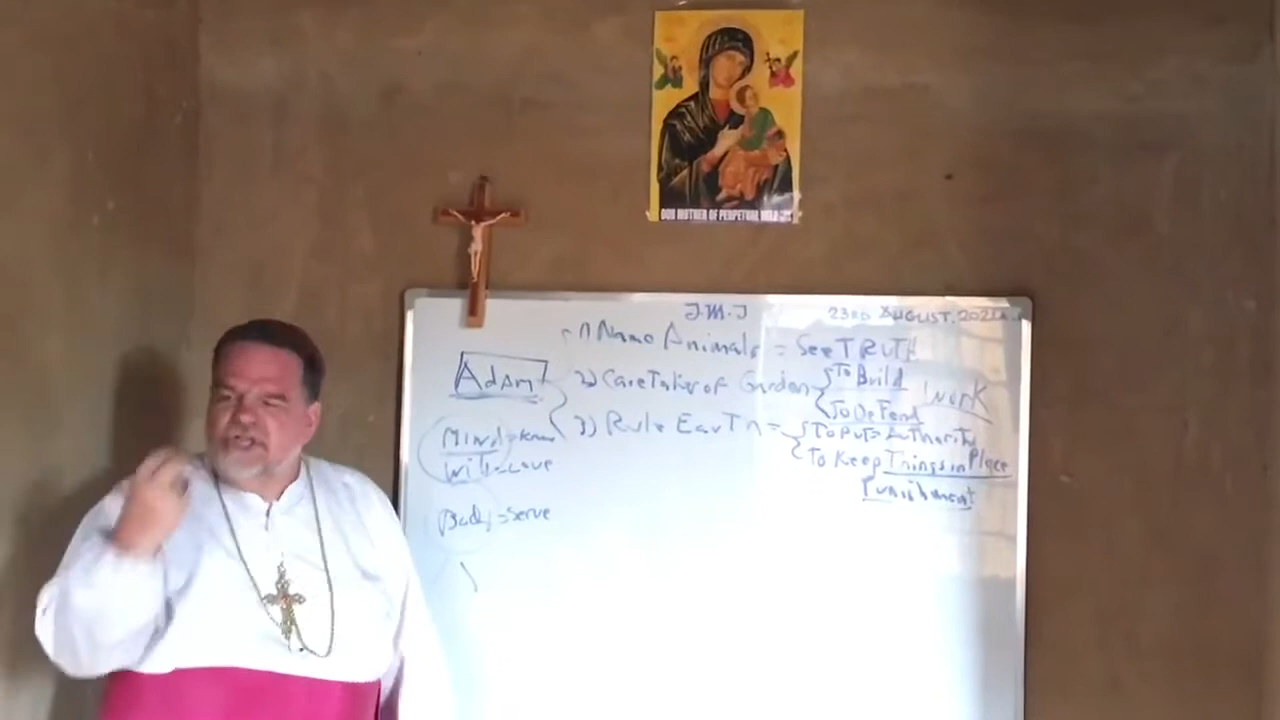 OUR MOTHER OF PERPETUAL HELP
J.M.J
23RD AUGUST, 2021
1) Name Animals = See TRUTH
Adam
2) CareTaker of Garden
To Build
Work
To Defend
Mind = Know
3) Rule Earth =
To Put = Authority
Will = Love
To Keep Things in Place
Punishment
Body = Serve